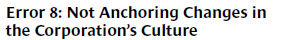 Error 8: Not Anchoring Changes in
the Corporation’s Culture